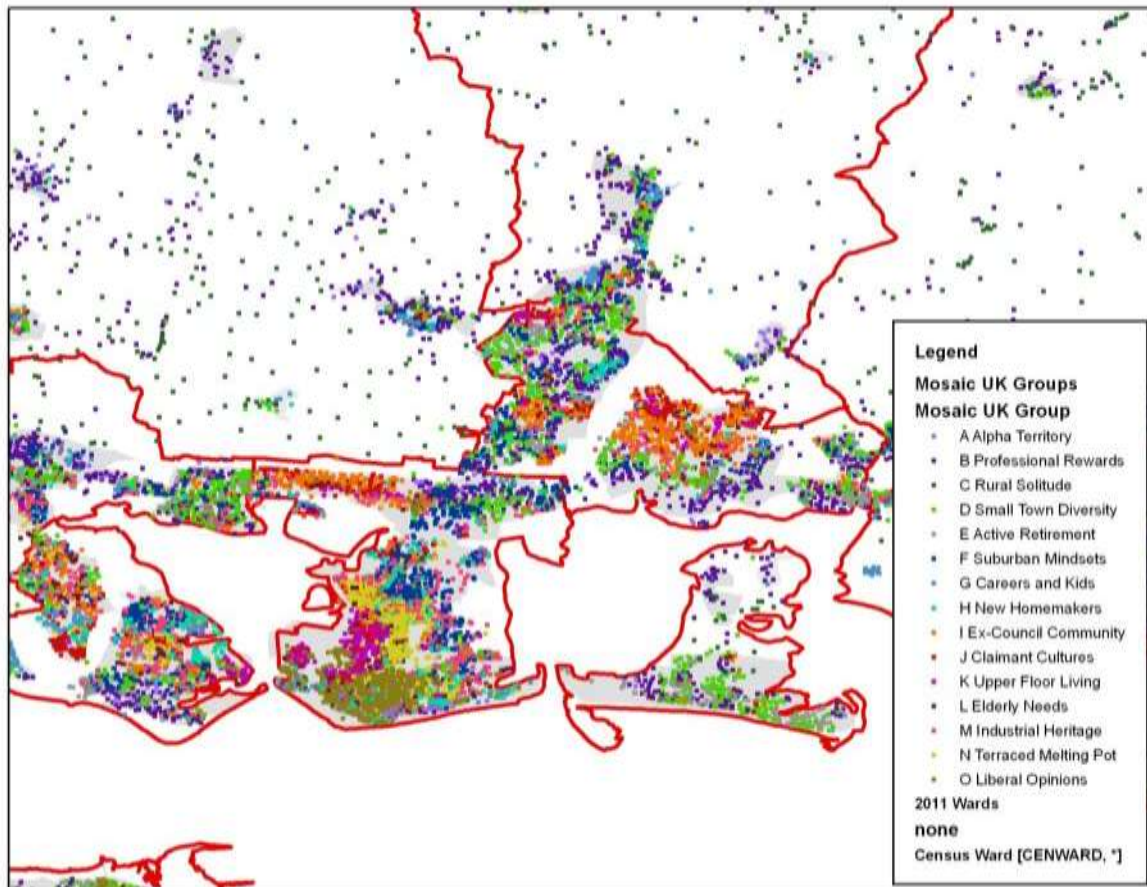 Legend
Mosaic UK Groups
Mosaic UK Group
A Alpha Territory
B Professional Rewards
C Rural Solitude
D Small Town Diversity
E Active Retirement
F Suburban Mindsets
G Careers and Kids
H New Homemakers
I Ex-Council Community
J Claimant Cultures
K Upper Floor Living
L Elderly Needs
M Industrial Heritage
N Terraced Melting Pot
O Liberal Opinions
2011 Wards
none
Census Ward [CENWARD, *]